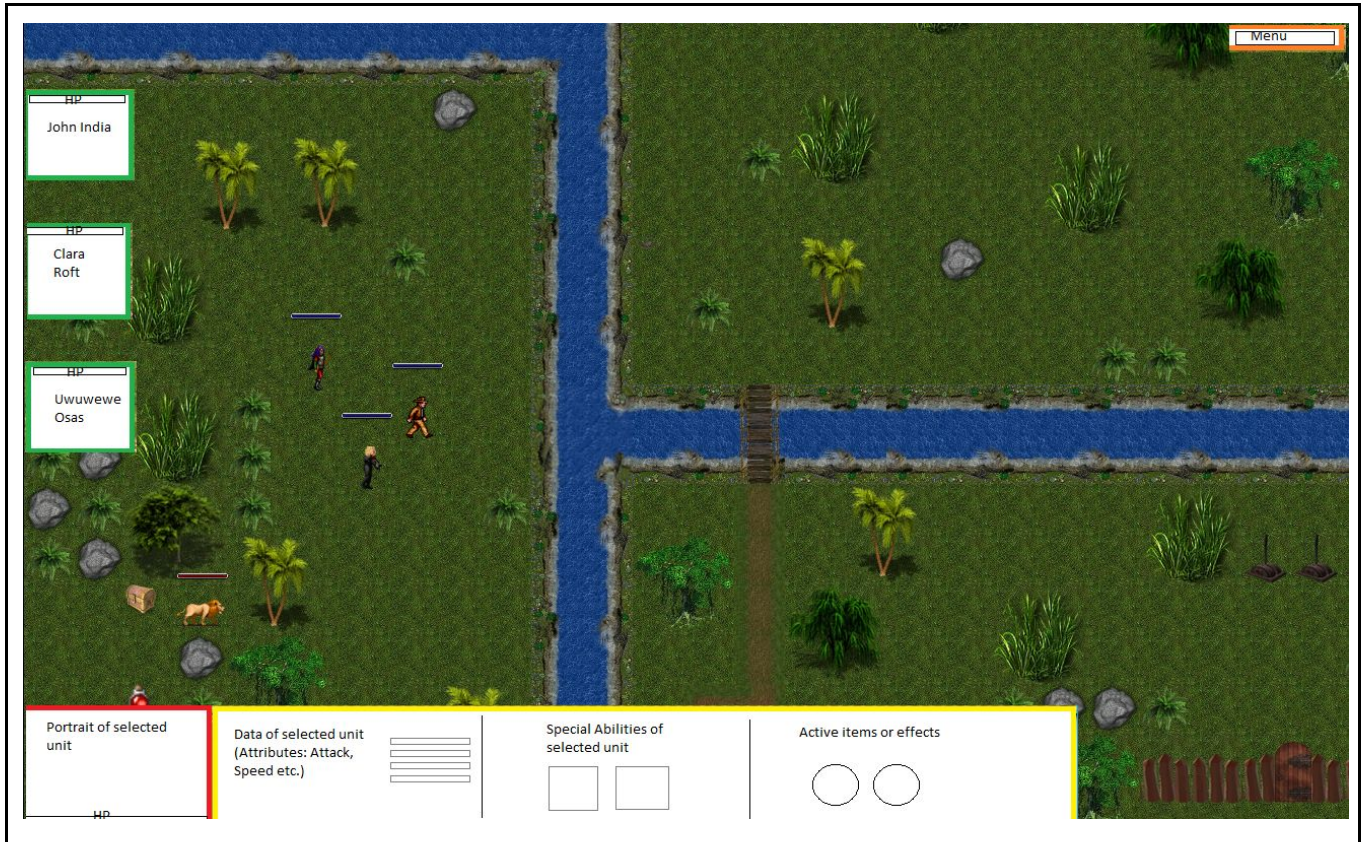 Menu
HP
John India
HP
Clara
Roft
HP
Uwuwewe
Osas
Portrait of selected
unit
HP
Data of selected unit
(Attributes: Attack,
Speed etc.)
Special Abilities of
selected unit
Active items or effects